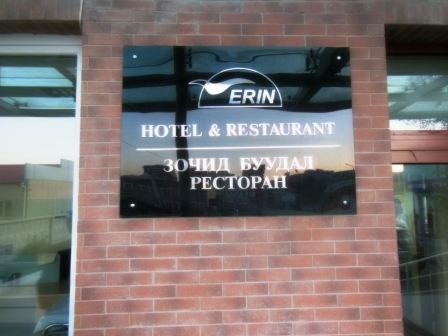 ERIN
HOTEL & RESTAURANT
ЗОЧИД БУУДАЛ
РЕСТОРАН